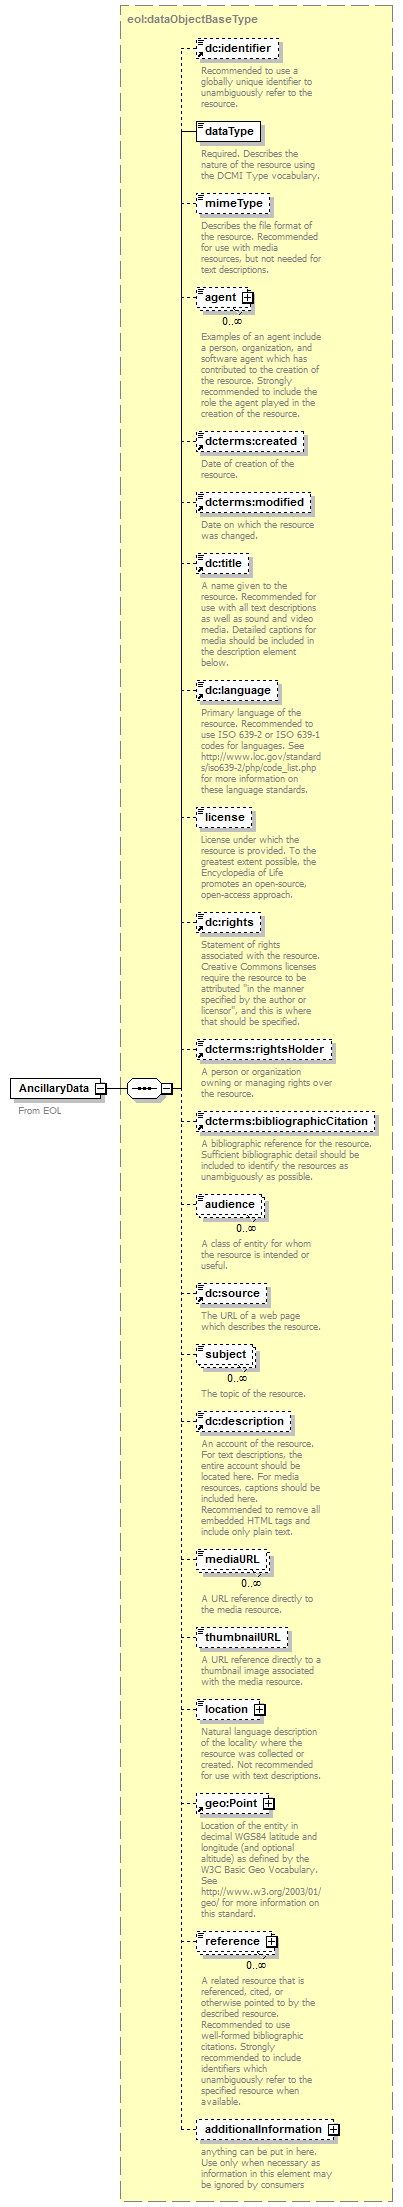 eol:dataObjectBaseType
dc:identifier
Recommended to use a
globally unique identifier to
unambiguously refer to the
resource.
dataType
Required. Describes the
nature of the resource using
the DCMI Type vocabulary.
mimeType
Describes the file format of
the resource. Recommended
for use with media
resources, but not needed for
text descriptions.
agent
0..∞
Examples of an agent include
a person, organization, and
software agent which has
contributed to the creation of
the resource. Strongly
recommended to include the
role the agent played in the
creation of the resource.
dcterms:created
Date of creation of the
resource.
dcterms:modified
Date on which the resource
was changed.
dc:title
A name given to the
resource. Recommended for
use with all text descriptions
as well as sound and video
media. Detailed captions for
media should be included in
the description element
below.
dc:language
Primary language of the
resource. Recommended to
use ISO 639-2 or ISO 639-1
codes for languages. See
http://www.loc.gov/standard
s/iso639-2/php/code_list.php
for more information on
these language standards.
license
License under which the
resource is provided. To the
greatest extent possible, the
Encyclopedia of Life
promotes an open-source,
open-access approach.
dc:rights
Statement of rights
associated with the resource.
Creative Commons licenses
require the resource to be
attributed "in the manner
specified by the author or
licensor", and this is where
that should be specified.
dcterms:rightsHolder
A person or organization
owning or managing rights over
the resource.
AncillaryData
From EOL
dcterms:bibliographicCitation
A bibliographic reference for the resource.
Sufficient bibliographic detail should be
included to identify the resources as
unambiguously as possible.
audience
0..∞
A class of entity for whom
the resource is intended or
useful.
dc:source
The URL of a web page
which describes the resource.
subject
0..∞
The topic of the resource.
dc:description
An account of the resource.
For text descriptions, the
entire account should be
located here. For media
resources, captions should be
included here.
Recommended to remove all
embedded HTML tags and
include only plain text.
mediaURL
0..∞
A URL reference directly to
the media resource.
thumbnailURL
A URL reference directly to a
thumbnail image associated
with the media resource.
location
Natural language description
of the locality where the
resource was collected or
created. Not recommended
for use with text descriptions.
geo:Point
Location of the entity in
decimal WGS84 latitude and
longitude (and optional
altitude) as defined by the
W3C Basic Geo Vocabulary.
See
http://www.w3.org/2003/01/
geo/ for more information on
this standard.
reference
0..∞
A related resource that is
referenced, cited, or
otherwise pointed to by the
described resource.
Recommended to use
well-formed bibliographic
citations. Strongly
recommended to include
identifiers which
unambiguously refer to the
specified resource when
available.
additionalInformation
anything can be put in here.
Use only when necessary as
information in this element may
be ignored by consumers